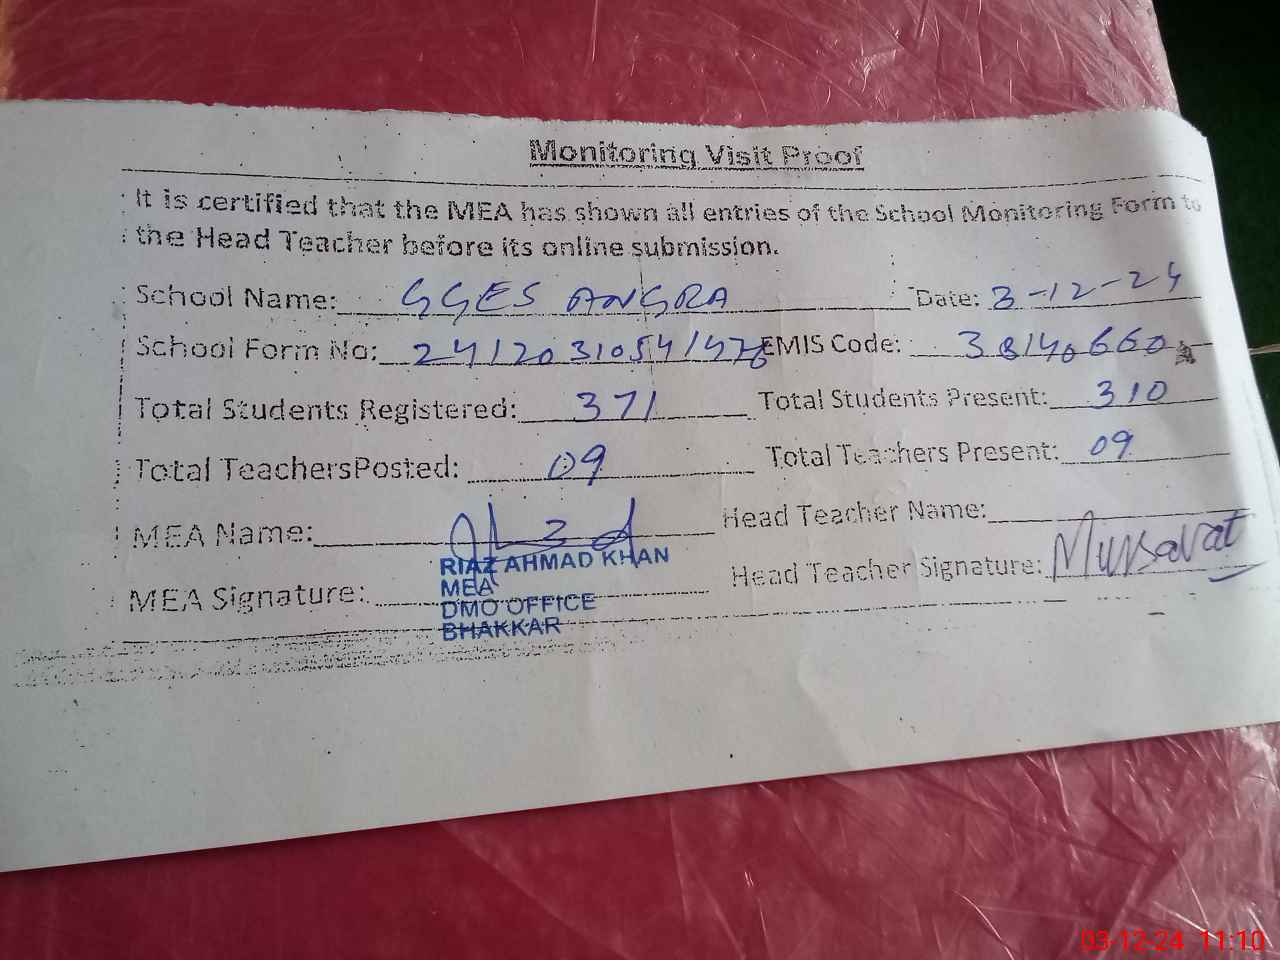 Monitoring Visit Proof
It is certified that the MEA has shown all entries of the School Monitoring Form to
the Head Teacher before its online submission.
School Name: GGES ANGRA Date: 3-12-24
School Form No: 24120310541476 EMIS Code: 38140660
Total Students Registered: 371 Total Students Present: 310
Total TeachersPosted: 09 Total Teachers Present: 09
MEA Name: Head Teacher Name:
RIAZ AHMAD KHAN
MEA Signature: MEA Head Teacher Signature: Mussarat
DMO OFFICE
BHAKKAR
03-12-24 11:10